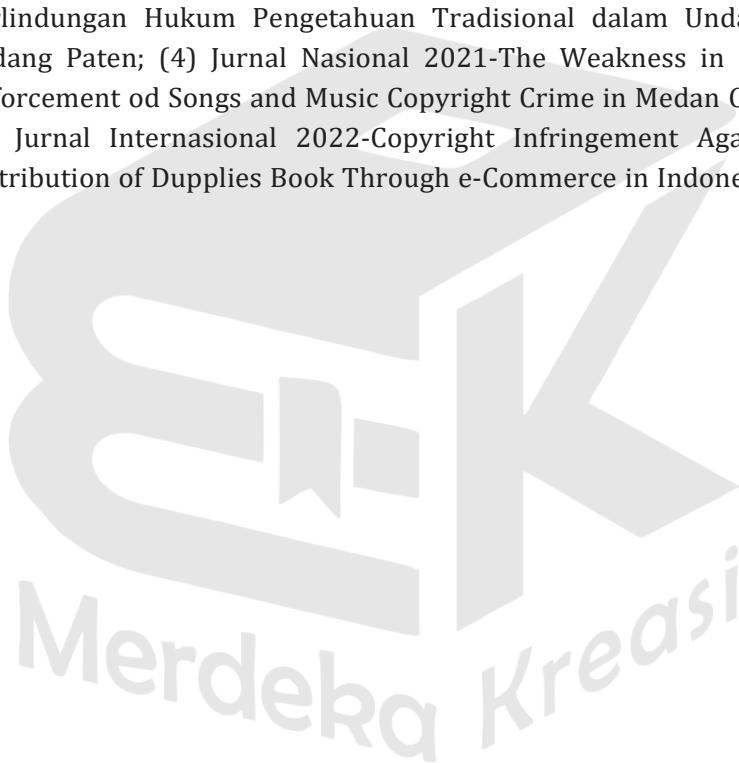 rlindungan Hukum Pengetahuan Tradisional dalam Unda
dang Paten; (4) Jurnal Nasional 2021-The Weakness in
forcement od Songs and Music Copyright Crime in Medan C
Jurnal Internasional 2022-Copyright Infringement Aga
tribution of Dupplies Book Through e-Commerce in Indone
Merdeka Kreasi